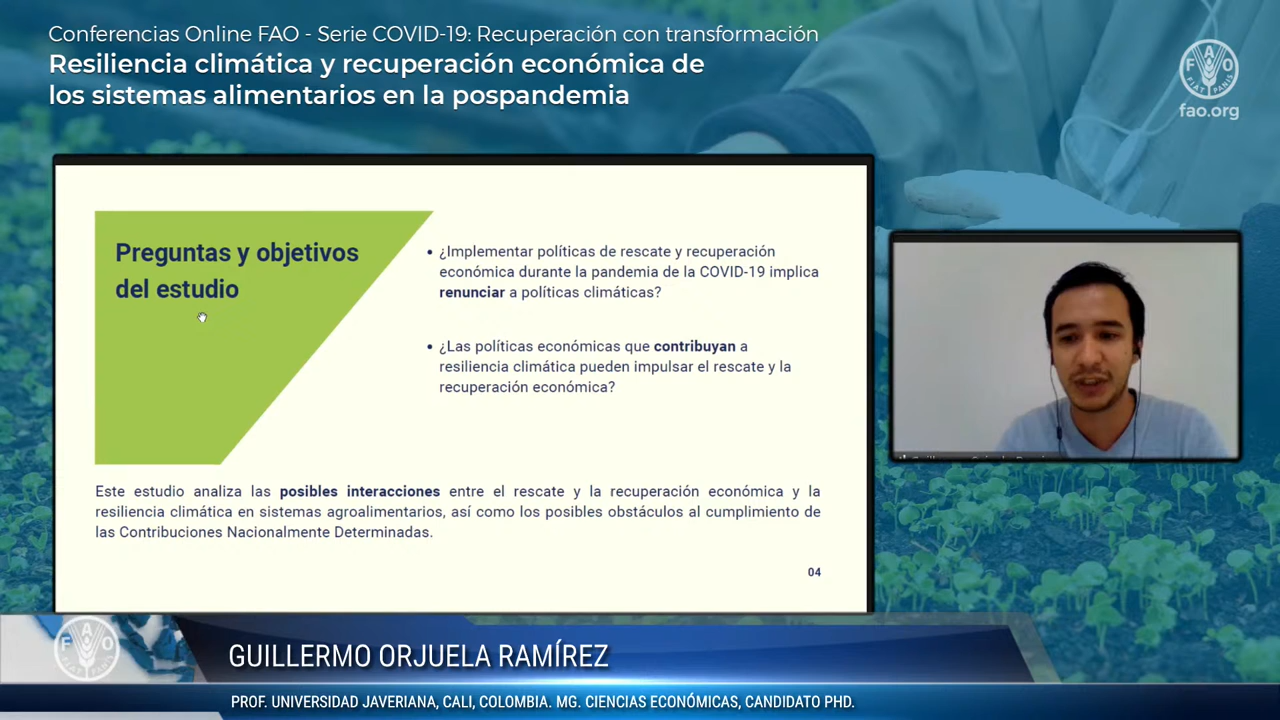 Conferencias Online FAO - Serie COVID-19: Recuperación con transformación
Resiliencia climática y recuperación económica de
los sistemas alimentarios en la pospandemia
F A O
FIAT PANIS
fao.org
Preguntas y objetivos
del estudio
• ¿Implementar políticas de rescate y recuperación
económica durante la pandemia de la COVID-19 implica
renunciar a políticas climáticas?
• ¿Las políticas económicas que contribuyan a
resiliencia climática pueden impulsar el rescate y la
recuperación económica?
Este estudio analiza las posibles interacciones entre el rescate y la recuperación económica y la
resiliencia climática en sistemas agroalimentarios, así como los posibles obstáculos al cumplimiento de
las Contribuciones Nacionalmente Determinadas.
04
F A O
FIAT PANIS
GUILLERMO ORJUELA RAMÍREZ
PROF. UNIVERSIDAD JAVERIANA, CALI, COLOMBIA. MG. CIENCIAS ECONÓMICAS, CANDIDATO PHD.